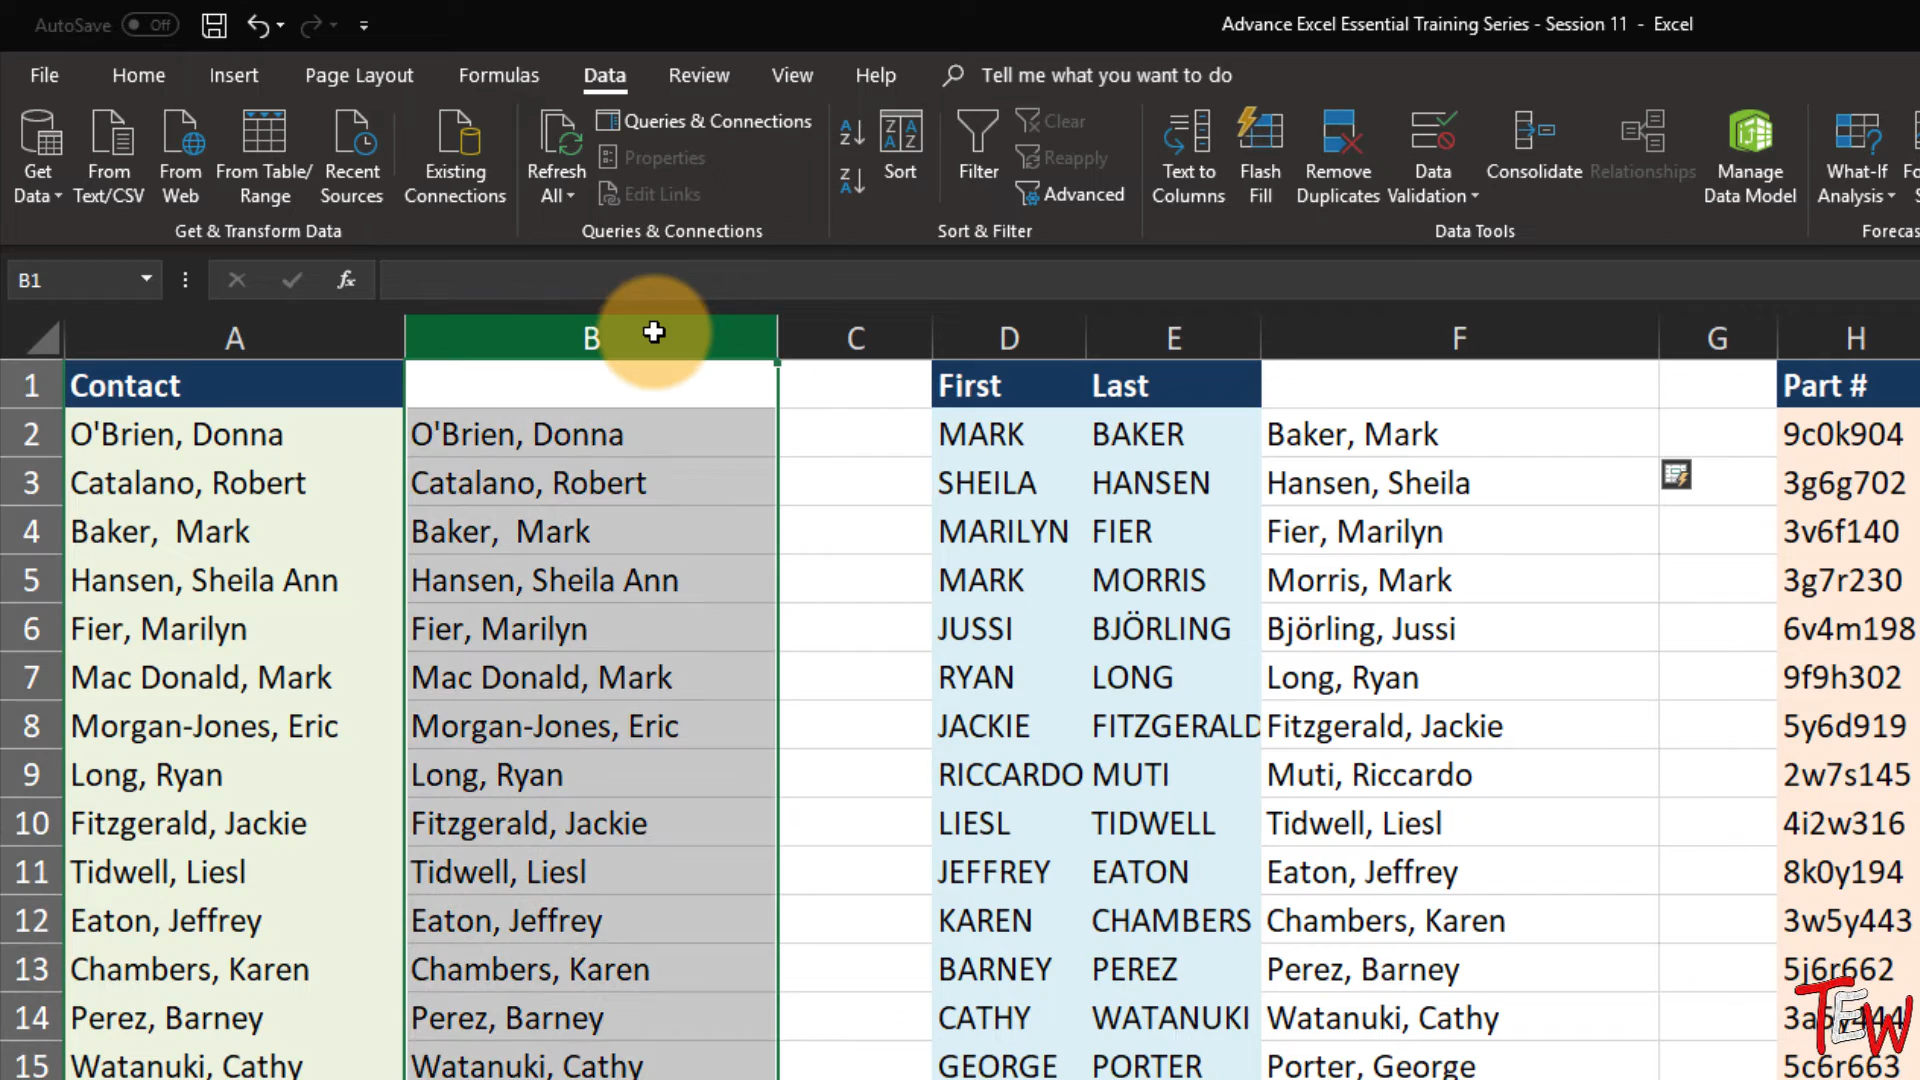 AutoSave Off
Advance Excel Essential Training Series - Session 11 - Excel
File Home Insert Page Layout Formulas Data Review View Help Tell me what you want to do
Get Data From Text/CSV From Web From Table/ Range Recent Sources Existing Connections
Get & Transform Data
Refresh All Queries & Connections Properties Edit Links
Queries & Connections
Sort Filter Clear Reapply Advanced
Sort & Filter
Text to Columns Flash Fill Remove Duplicates Data Validation Consolidate Relationships Manage Data Model
Data Tools
What-If Analysis
B1 fx
A B C D E F G H
1 Contact First Last Part #
2 O'Brien, Donna O'Brien, Donna MARK BAKER Baker, Mark 9c0k904
3 Catalano, Robert Catalano, Robert SHEILA HANSEN Hansen, Sheila 3g6g702
4 Baker,  Mark Baker,  Mark MARILYN FIER Fier, Marilyn 3v6f140
5 Hansen, Sheila Ann Hansen, Sheila Ann MARK MORRIS Morris, Mark 3g7r230
6 Fier, Marilyn Fier, Marilyn JUSSI BJÖRLING Björling, Jussi 6v4m198
7 Mac Donald, Mark Mac Donald, Mark RYAN LONG Long, Ryan 9f9h302
8 Morgan-Jones, Eric Morgan-Jones, Eric JACKIE FITZGERALD Fitzgerald, Jackie 5y6d919
9 Long, Ryan Long, Ryan RICCARDO MUTI Muti, Riccardo 2w7s145
10 Fitzgerald, Jackie Fitzgerald, Jackie LIESL TIDWELL Tidwell, Liesl 4i2w316
11 Tidwell, Liesl Tidwell, Liesl JEFFREY EATON Eaton, Jeffrey 8k0y194
12 Eaton, Jeffrey Eaton, Jeffrey KAREN CHAMBERS Chambers, Karen 3w5y443
13 Chambers, Karen Chambers, Karen BARNEY PEREZ Perez, Barney 5j6r662
14 Perez, Barney Perez, Barney CATHY WATANUKI Watanuki, Cathy
15 Watanuki, Cathy Watanuki, Cathy GEORGE PORTER Porter, George 5c6r663
TEW